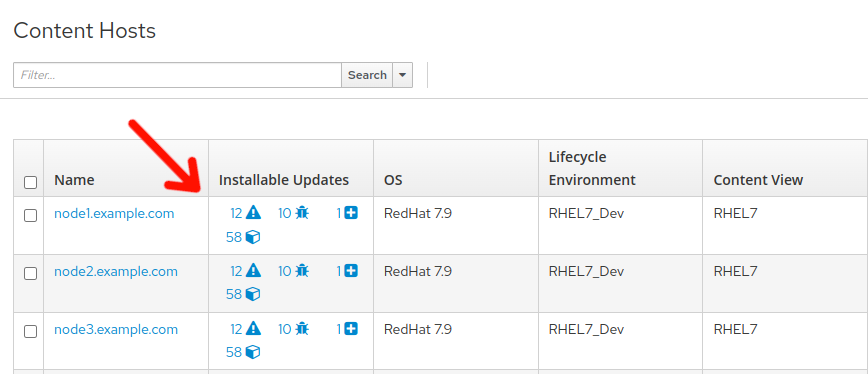 Content Hosts
Filter...
Search
Name
Installable Updates
OS
Lifecycle
Environment
Content View
node1.example.com
12 10 1
58
RedHat 7.9
RHEL7_Dev
RHEL7
node2.example.com
12 10 1
58
RedHat 7.9
RHEL7_Dev
RHEL7
node3.example.com
12 10 1
58
RedHat 7.9
RHEL7_Dev
RHEL7